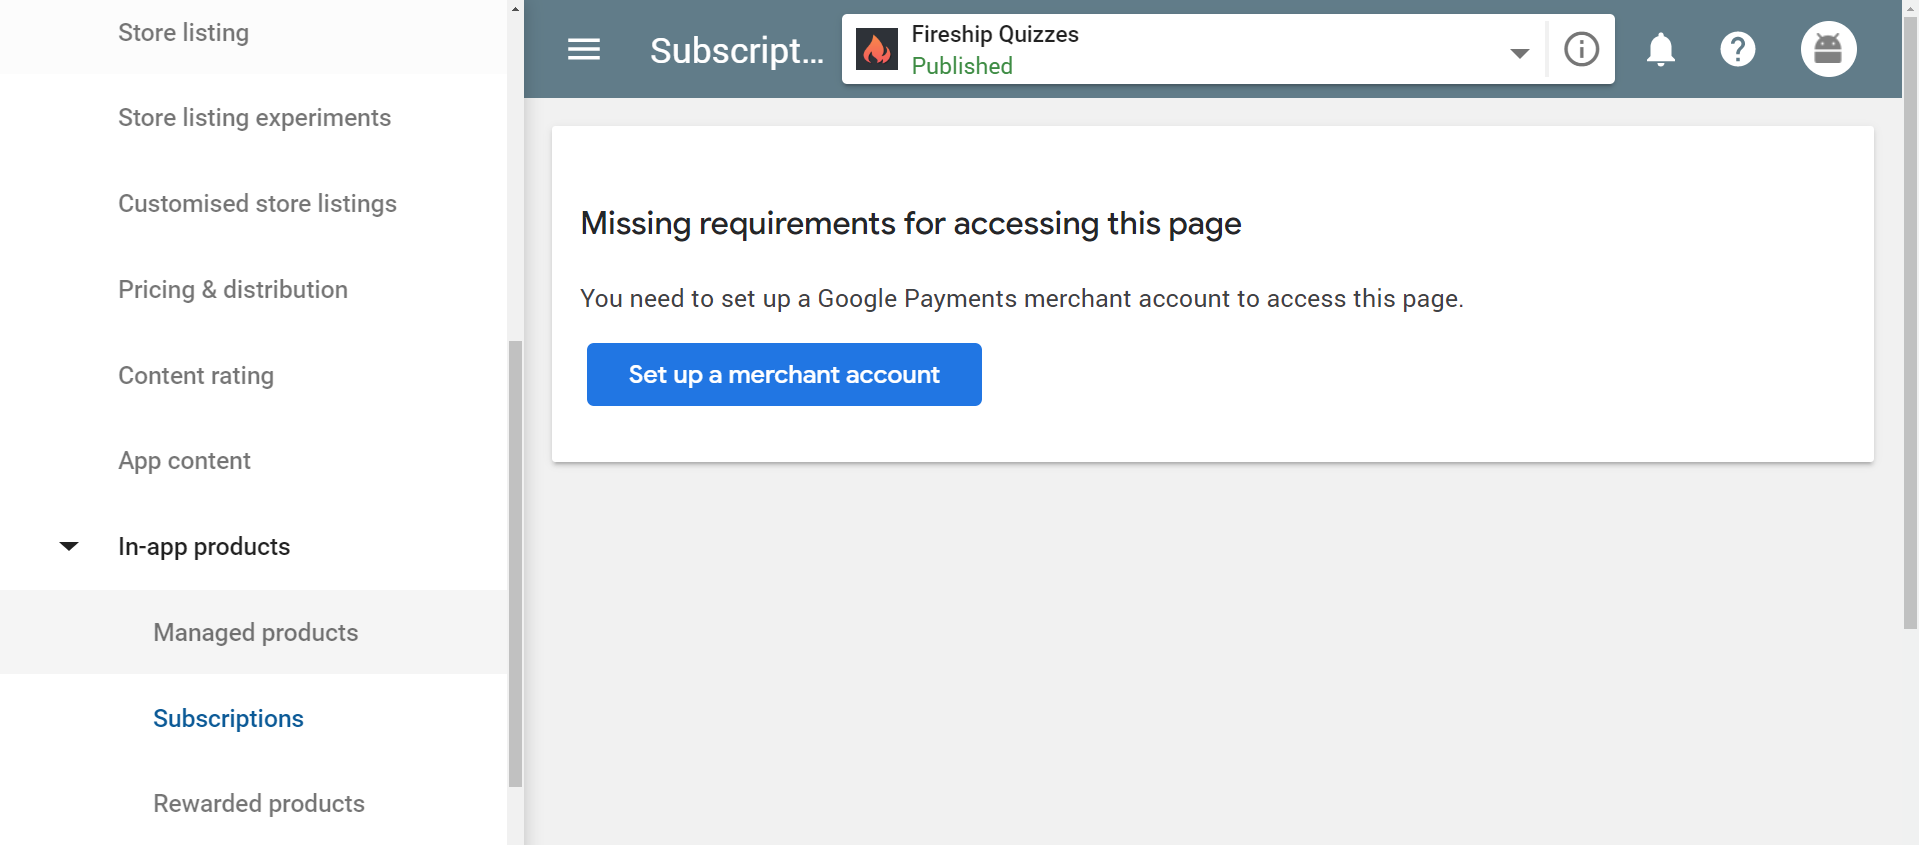 Store listing
Store listing experiments
Customised store listings
Pricing & distribution
Content rating
App content
In-app products
Managed products
Subscriptions
Rewarded products
Subscript...
Fireship Quizzes
Published
Missing requirements for accessing this page
You need to set up a Google Payments merchant account to access this page.
Set up a merchant account